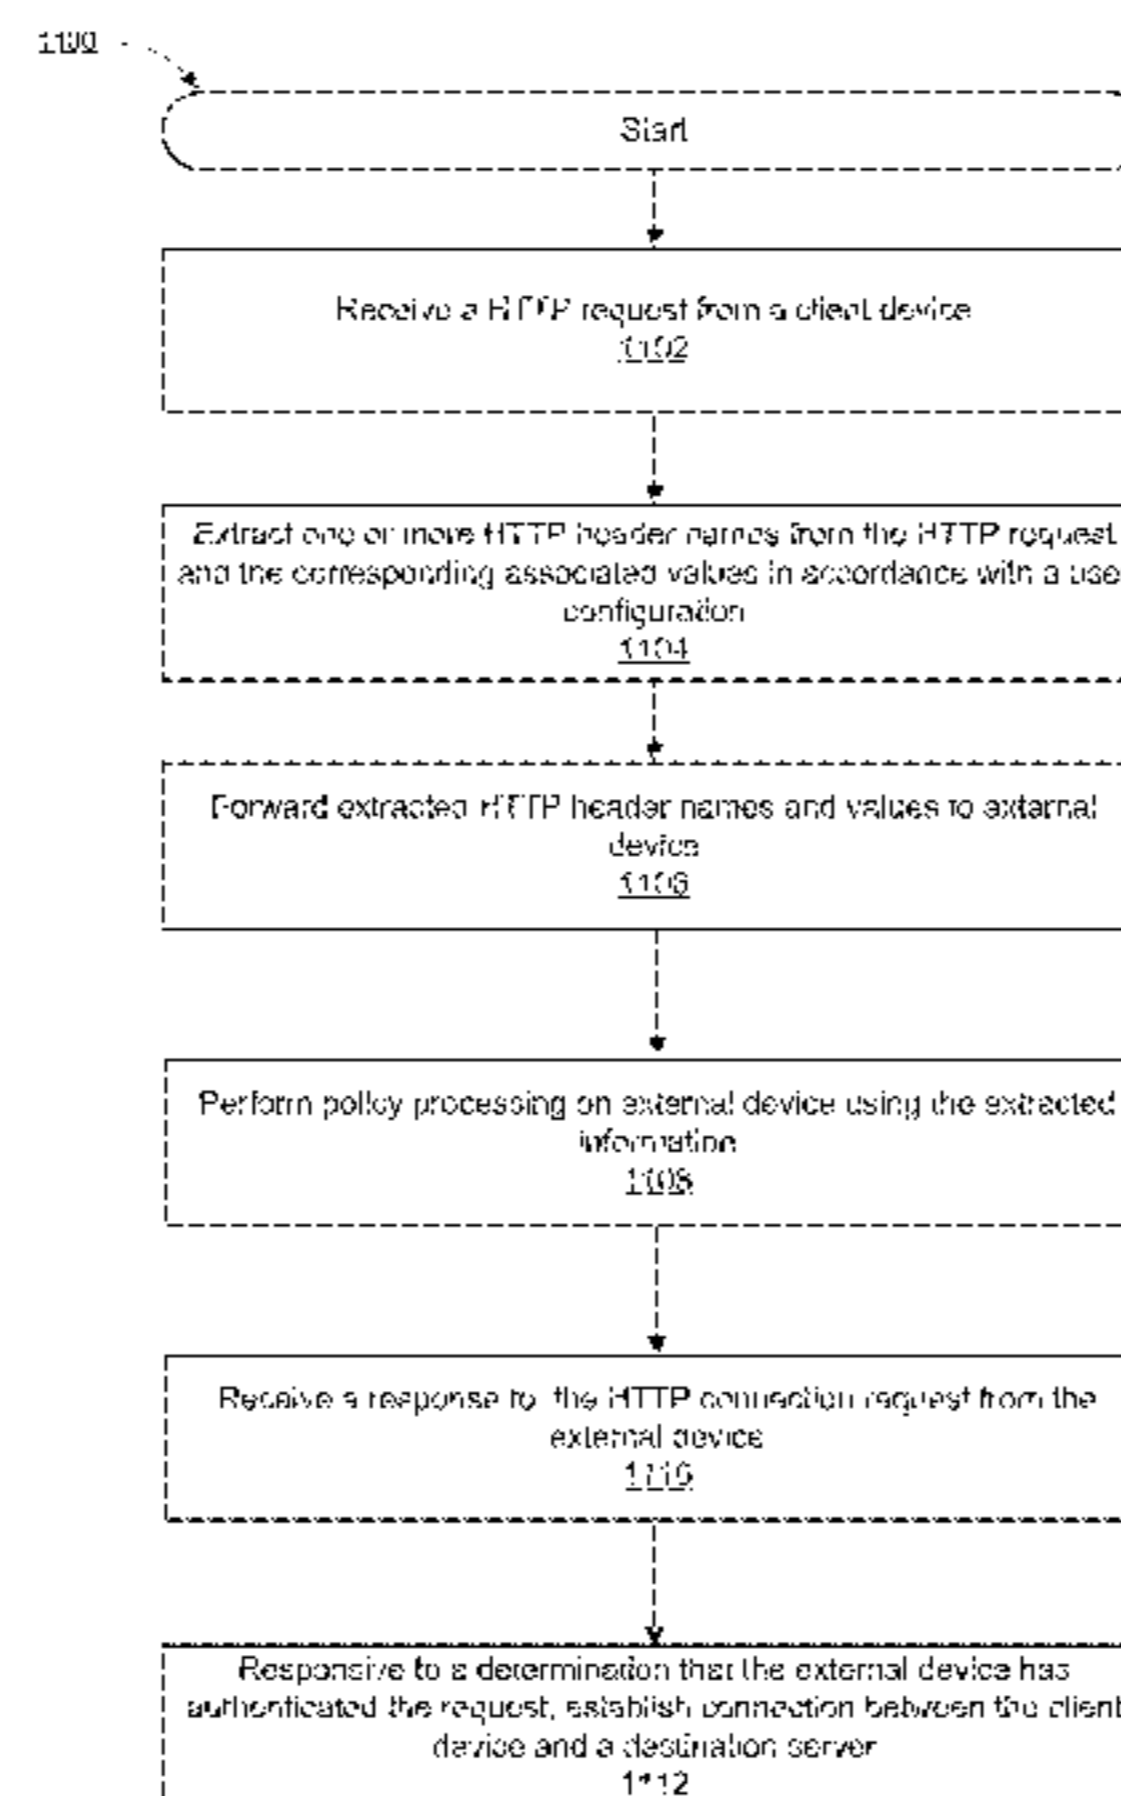 1100
Start
Receive a HTTP request from a client device
1102
Extract one or more HTTP header names from the HTTP request
and the corresponding associated values in accordance with a use
configuration
1104
Forward extracted HTTP header names and values to external
device
1106
Perform policy processing on external device using the extracted
information
1108
Receive a response to the HTTP connection request from the
external device
1110
Responsive to a determination that the external device has
authenticated the request, establish connection between the client
device and a destination server
1112